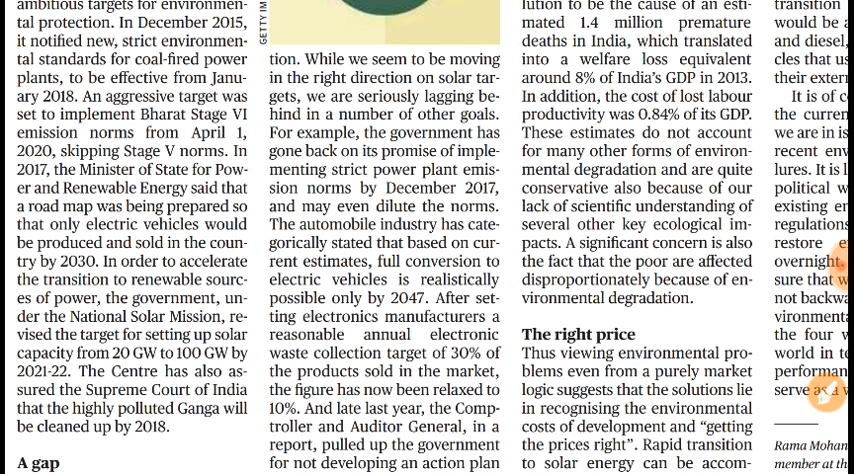 ambitious targets for environmen-
tal protection. In December 2015,
it notified new, strict environmen-
tal standards for coal-fired power
plants, to be effective from Janu-
ary 2018. An aggressive target was
set to implement Bharat Stage VI
emission norms from April 1,
2020, skipping Stage V norms. In
2017, the Minister of State for Pow-
er and Renewable Energy said that
a road map was being prepared so
that only electric vehicles would
be produced and sold in the coun-
try by 2030. In order to accelerate
the transition to renewable sourc-
es of power, the government, un-
der the National Solar Mission, re-
vised the target for setting up solar
capacity from 20 GW to 100 GW by
2021-22. The Centre has also as-
sured the Supreme Court of India
that the highly polluted Ganga will
be cleaned up by 2018.
A gap
GETTY IM
tion. While we seem to be moving
in the right direction on solar tar-
gets, we are seriously lagging be-
hind in a number of other goals.
For example, the government has
gone back on its promise of imple-
menting strict power plant emis-
sion norms by December 2017,
and may even dilute the norms.
The automobile industry has cate-
gorically stated that based on cur-
rent estimates, full conversion to
electric vehicles is realistically
possible only by 2047. After set-
ting electronics manufacturers a
reasonable annual electronic
waste collection target of 30% of
the products sold in the market,
the figure has now been relaxed to
10%. And late last year, the Comp-
troller and Auditor General, in a
report, pulled up the government
for not developing an action plan
lution to be the cause of an esti-
mated 1.4 million premature
deaths in India, which translated
into a welfare loss equivalent
around 8% of India's GDP in 2013.
In addition, the cost of lost labour
productivity was 0.84% of its GDP.
These estimates do not account
for many other forms of environ-
mental degradation and are quite
conservative also because of our
lack of scientific understanding of
several other key ecological im-
pacts. A significant concern is also
the fact that the poor are affected
disproportionately because of en-
vironmental degradation.
The right price
Thus viewing environmental pro-
blems even from a purely market
logic suggests that the solutions lie
in recognising the environmental
costs of development and "getting
the prices right". Rapid transition
to solar energy can be accom-
transition
would be
and diesel,
cles that us
their exter
It is of c
the curren
we are in is
recent env
lures. It is l
political w
existing er
regulations
restore
overnight
sure that w
not backwa
vironment
the four w
world in te
performan
serve as a
Rama Mohan
member at th